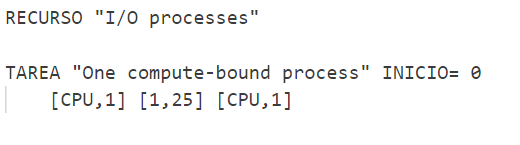 RECURSO "I/O processes"
TAREA "One compute-bound process" INICIO= 0
[CPU,1] [1,25] [CPU,1]